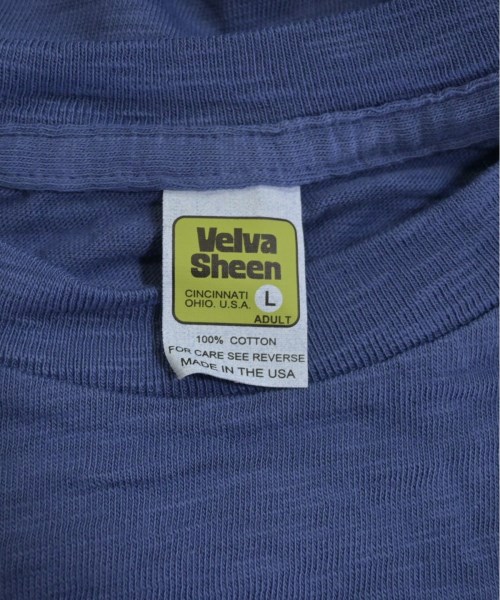 Velva
Sheen
CINCINNATI
OHIO. U.S.A.
L
ADULT
100% COTTON
FOR CARE SEE REVERSE
MADE IN THE USA